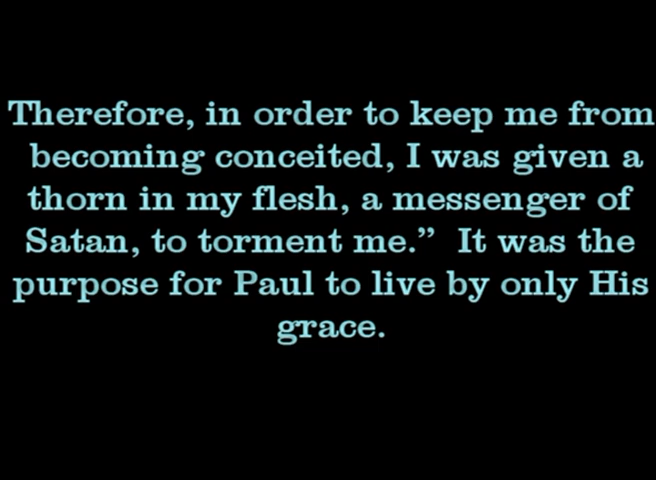 Therefore, in order to keep me from
becoming conceited, I was given a
thorn in my flesh, a messenger of
Satan, to torment me.”  It was the
purpose for Paul to live by only His
grace.